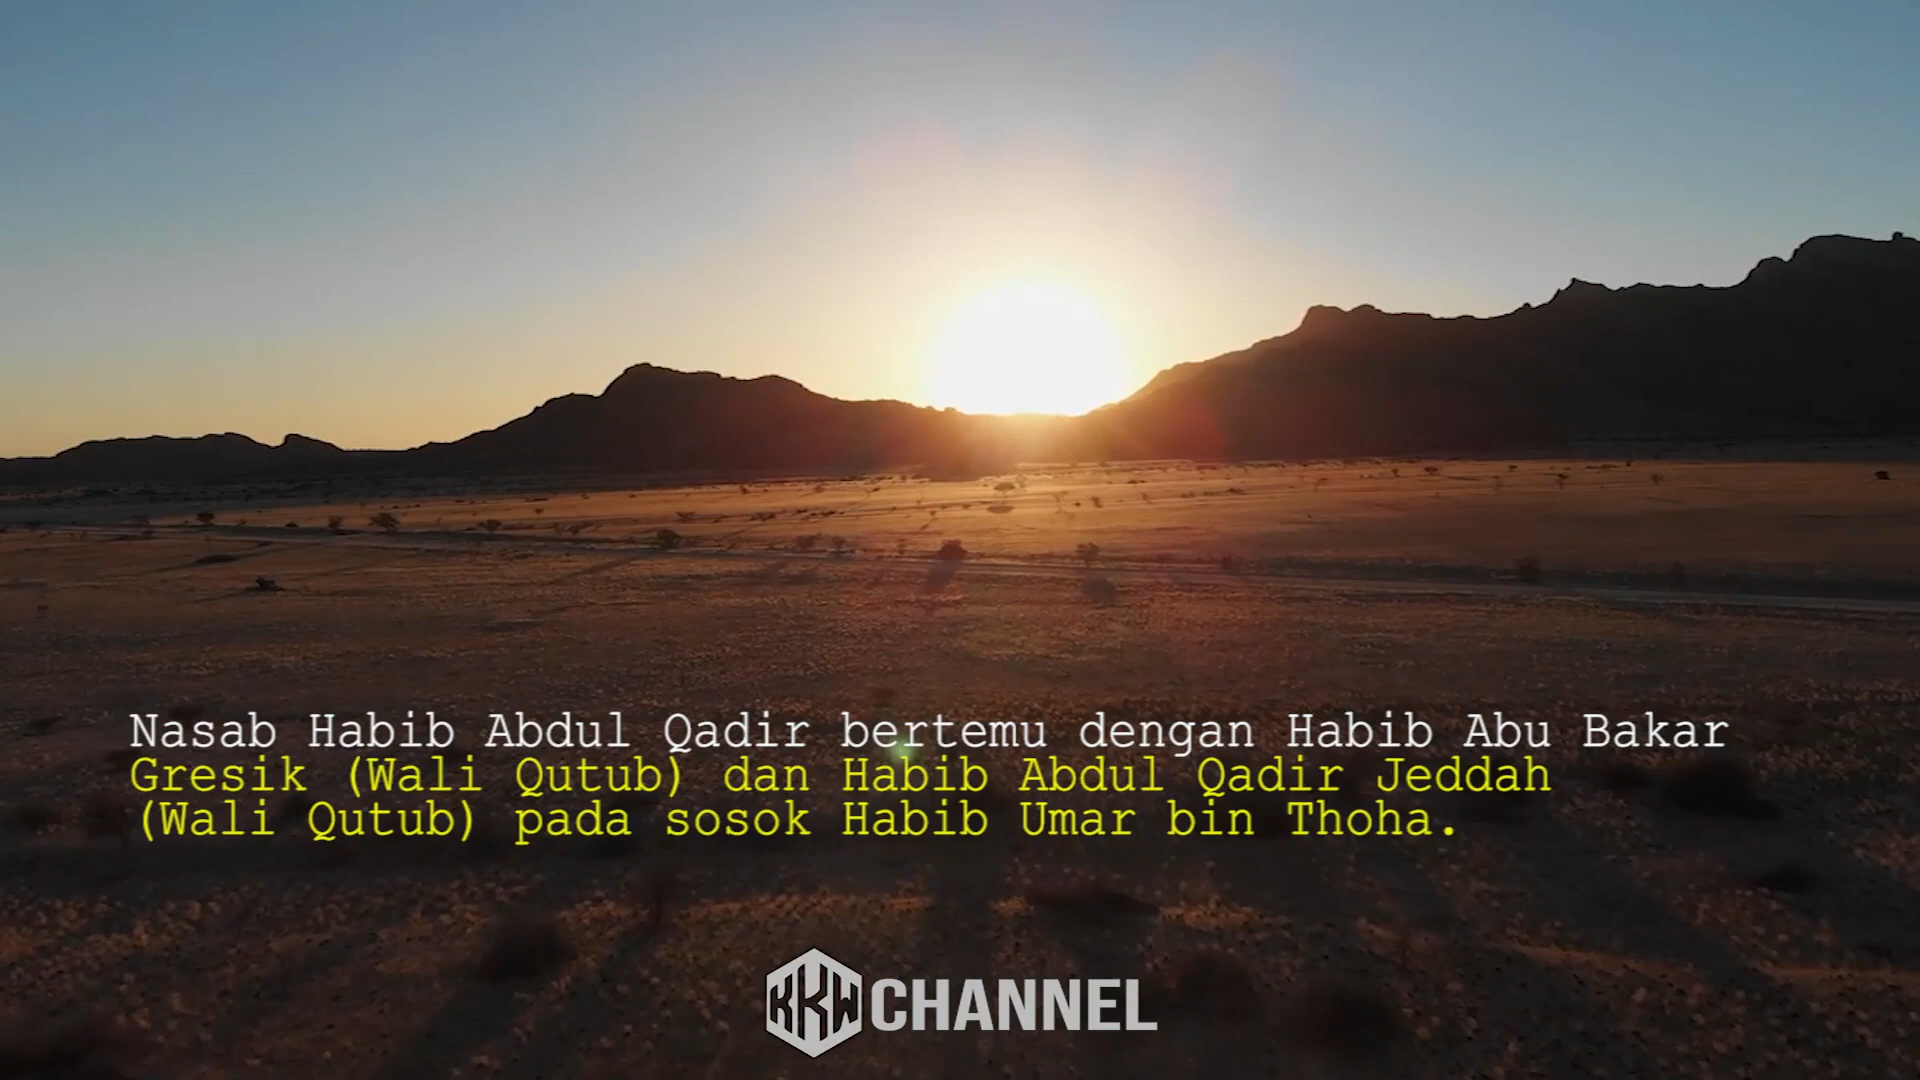 Nasab Habib Abdul Qadir bertemu dengan Habib Abu Bakar
Gresik (Wali Qutub) dan Habib Abdul Qadir Jeddah
(Wali Qutub) pada sosok Habib Umar bin Thoha.
KKW CHANNEL